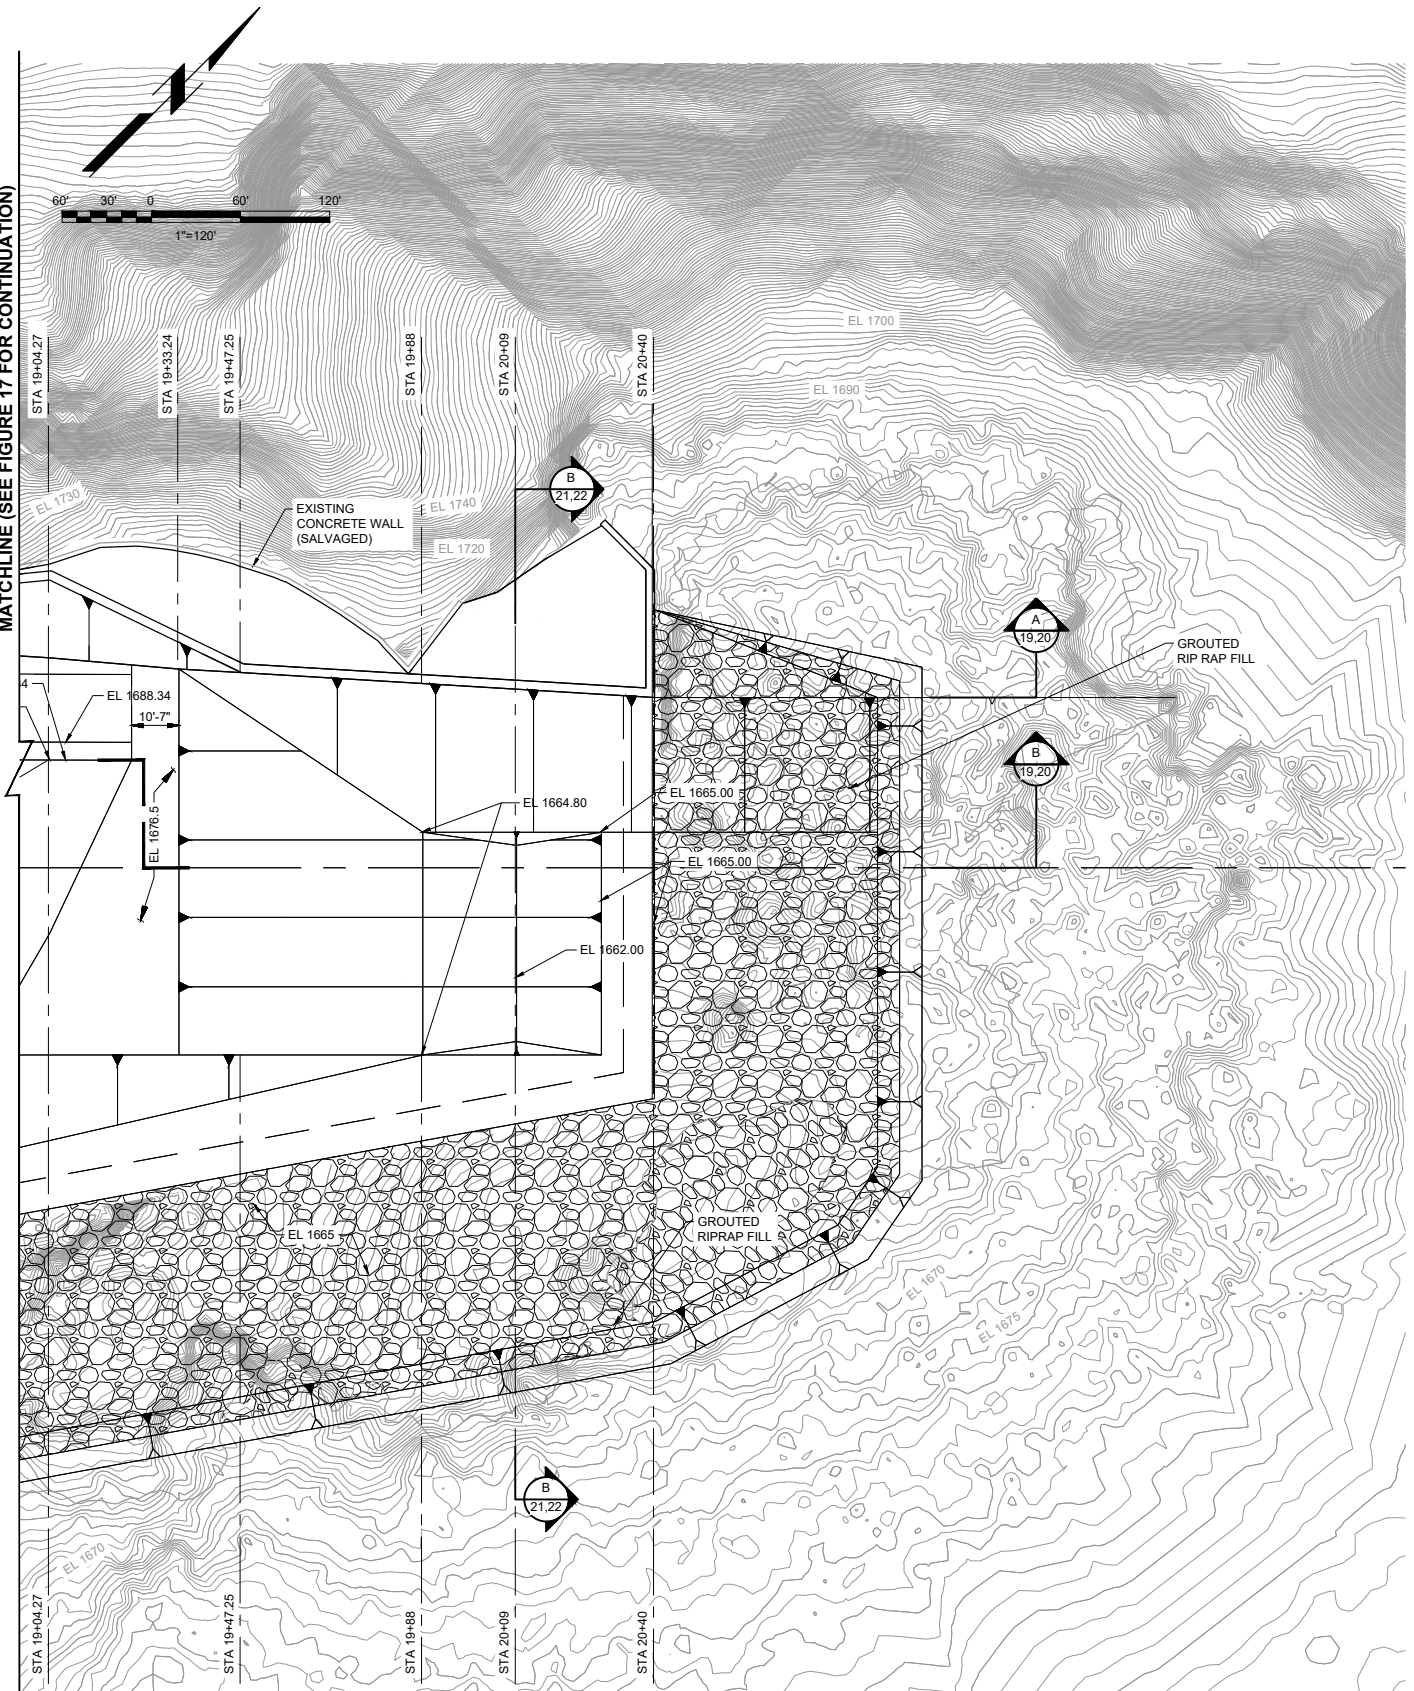 MATCHLINE (SEE FIGURE 17 FOR CONTINUATION)
60' 30' 0 60' 120'
1"=120'
STA 19+04.27
STA 19+33.24
STA 19+47.25
STA 19+88
STA 20+09
STA 20+40
EL 1700
EL 1690
EL 1730
EXISTING
CONCRETE WALL
(SALVAGED)
EL 1740
EL 1720
B
21,22
A
19,20
GROUTED
RIP RAP FILL
4
EL 1688.34
10'-7"
B
19,20
EL 1676.5
EL 1664.80
EL 1665.00
EL 1665.00
EL 1662.00
EL 1665
GROUTED
RIPRAP FILL
EL 1670
EL 1675
B
21,22
EL 1670
STA 19+04.27
STA 19+47.25
STA 19+88
STA 20+09
STA 20+40